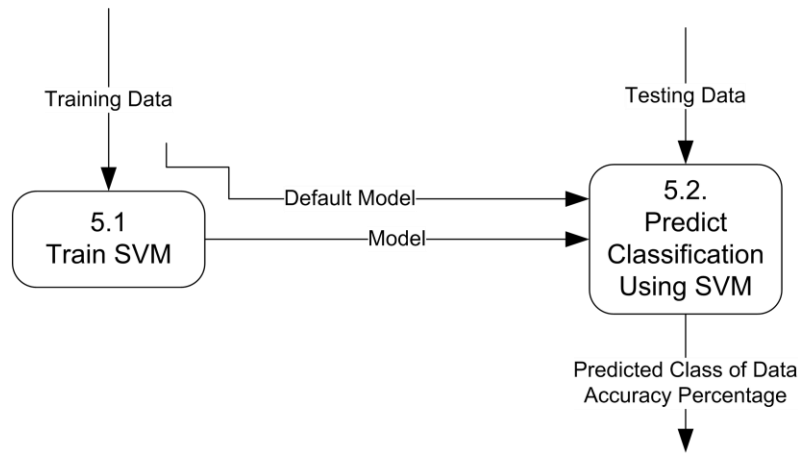 Training Data
Testing Data
5.1
Train SVM
Default Model
Model
5.2.
Predict
Classification
Using SVM
Predicted Class of Data
Accuracy Percentage